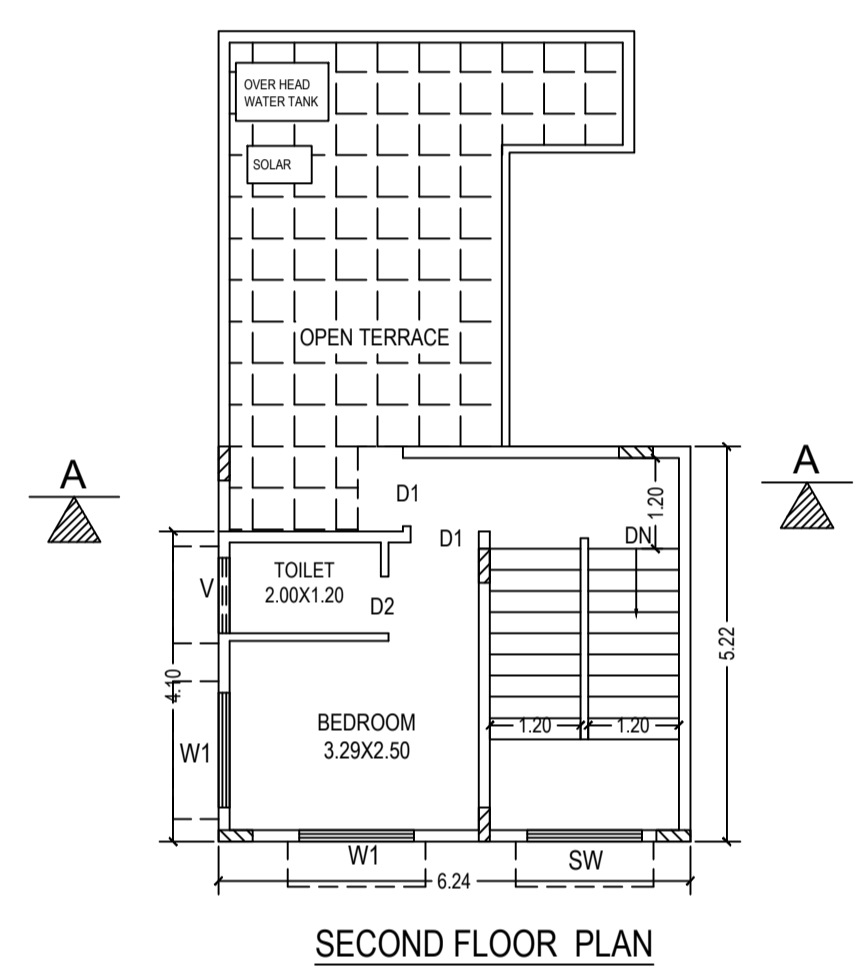 OVER HEAD
WATER TANK
SOLAR
OPEN TERRACE
A
A
D1
1.20
D1
DN
TOILET
2.00X1.20
V
D2
4.10
5.22
BEDROOM
3.29X2.50
1.20
1.20
W1
W1
SW
6.24
SECOND FLOOR PLAN